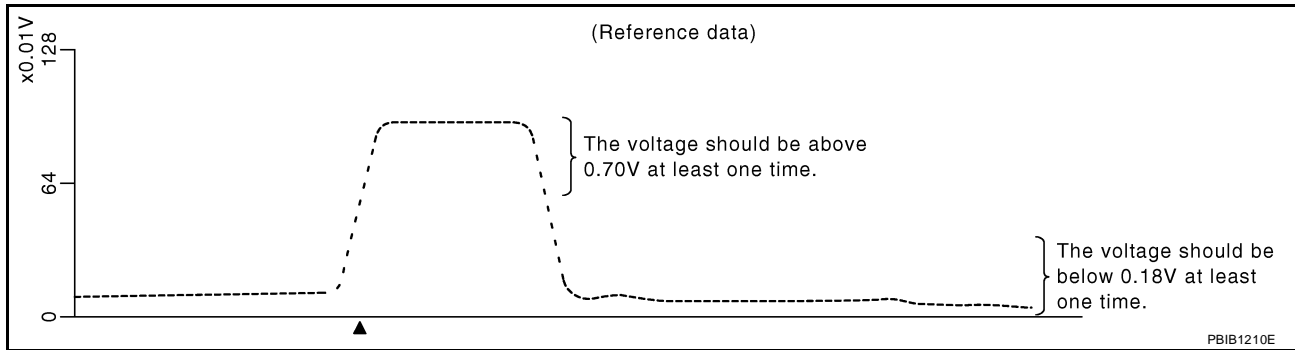 (Reference data)
x0.01V
128
64
0
The voltage should be above
0.70V at least one time.
The voltage should be
below 0.18V at least
one time.
PBIB1210E